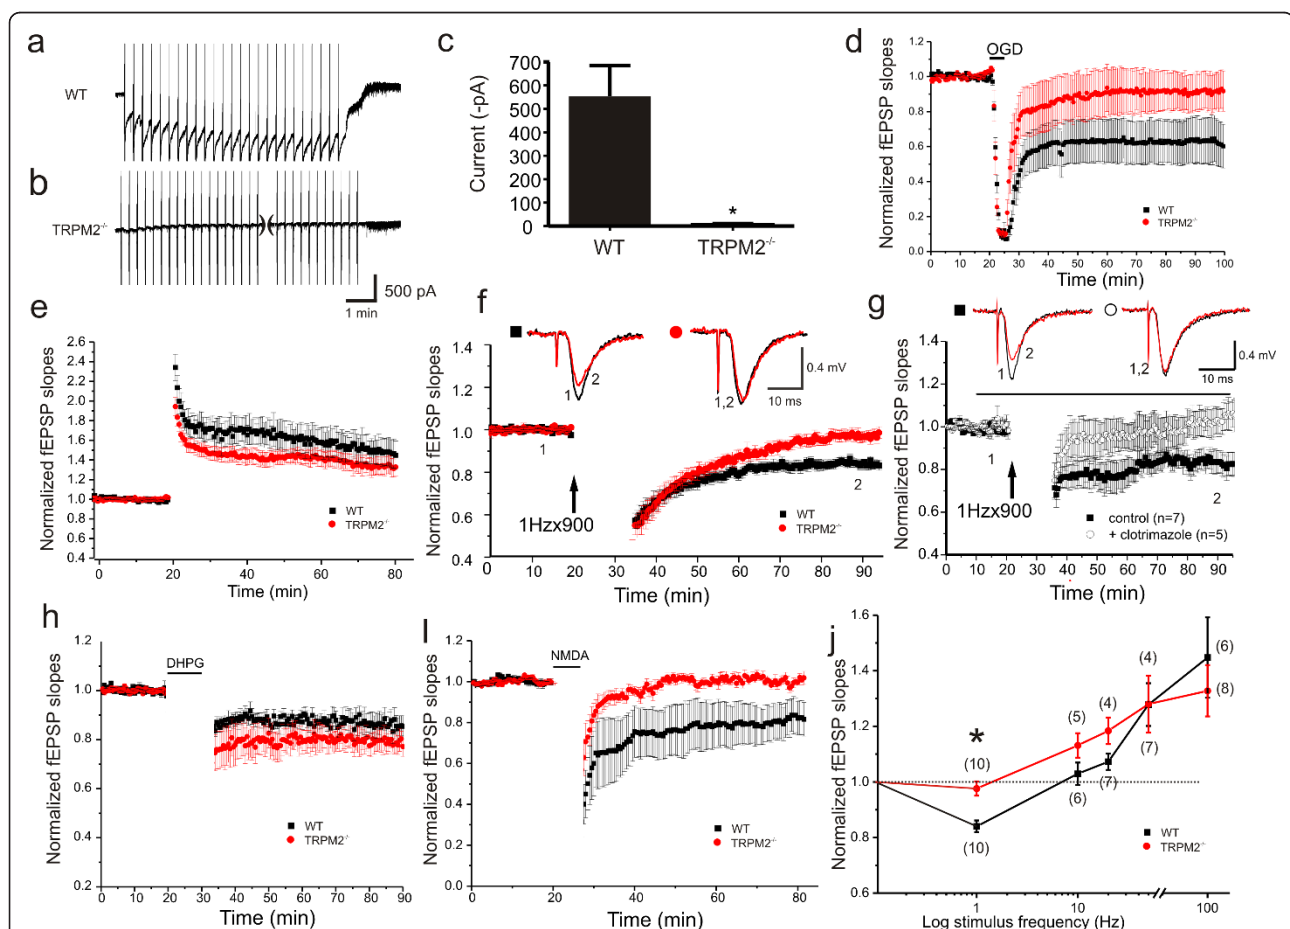 a
WT
b
TRPM2-/-
500 pA
1 min
c
Current (-pA)
700
600
500
400
300
200
100
0
*
WT
TRPM2-/-
d
Normalized fEPSP slopes
1.2
1.0
0.8
0.6
0.4
0.2
0.0
OGD
WT
TRPM2-/-
0 10 20 30 40 50 60 70 80 90 100
Time (min)
e
Normalized fEPSP slopes
2.6
2.4
2.2
2.0
1.8
1.6
1.4
1.2
1.0
0.8
0.6
0.4
WT
TRPM2-/-
0 20 40 60 80
Time (min)
f
1 2
1,2
0.4 mV
10 ms
Normalized fEPSP slopes
1.4
1.2
1.0
0.8
0.6
0.4
1
2
1Hzx900
WT
TRPM2-/-
0 10 20 30 40 50 60 70 80 90
Time (min)
g
2
1
1,2
0.4 mV
10 ms
Normalized fEPSP slopes
1.4
1.2
1.0
0.8
0.6
0.4
1
2
1Hzx900
control (n=7)
+ clotrimazole (n=5)
0 10 20 30 40 50 60 70 80 90
Time (min)
h
Normalized fEPSP slopes
1.2
1.0
0.8
0.6
0.4
0.2
DHPG
WT
TRPM2-/-
0 10 20 30 40 50 60 70 80 90
Time (min)
I
Normalized fEPSP slopes
1.2
1.0
0.8
0.6
0.4
0.2
0.0
NMDA
WT
TRPM2-/-
0 10 20 30 40 50 60 70 80
Time (min)
j
Normalized fEPSP slopes
1.6
1.4
1.2
1.0
0.8
0.6
*
(10)
(10)
(5)
(6)
(4)
(7)
(4)
(7)
(6)
(8)
WT
TRPM2-/-
1 10 100
Log stimulus frequency (Hz)